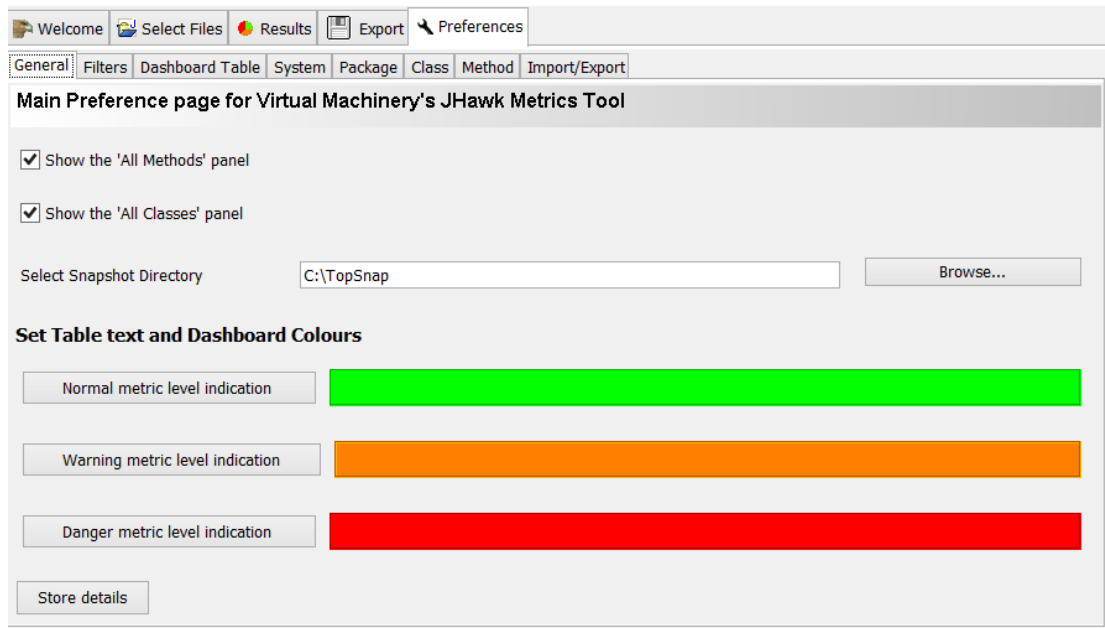 Welcome Select Files Results Export Preferences
General Filters Dashboard Table System Package Class Method Import/Export
Main Preference page for Virtual Machinery's JHawk Metrics Tool
Show the 'All Methods' panel
Show the 'All Classes' panel
Select Snapshot Directory C:\TopSnap Browse...
Set Table text and Dashboard Colours
Normal metric level indication
Warning metric level indication
Danger metric level indication
Store details